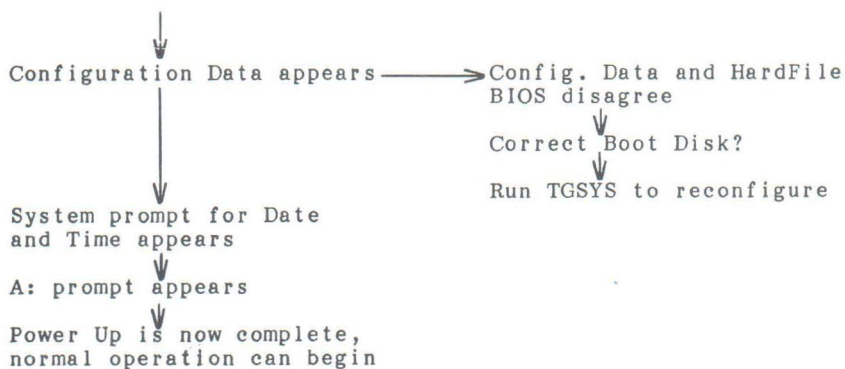 Configuration Data appears
Config. Data and HardFile
BIOS disagree
Correct Boot Disk?
Run TGSYS to reconfigure
System prompt for Date
and Time appears
A: prompt appears
Power Up is now complete,
normal operation can begin